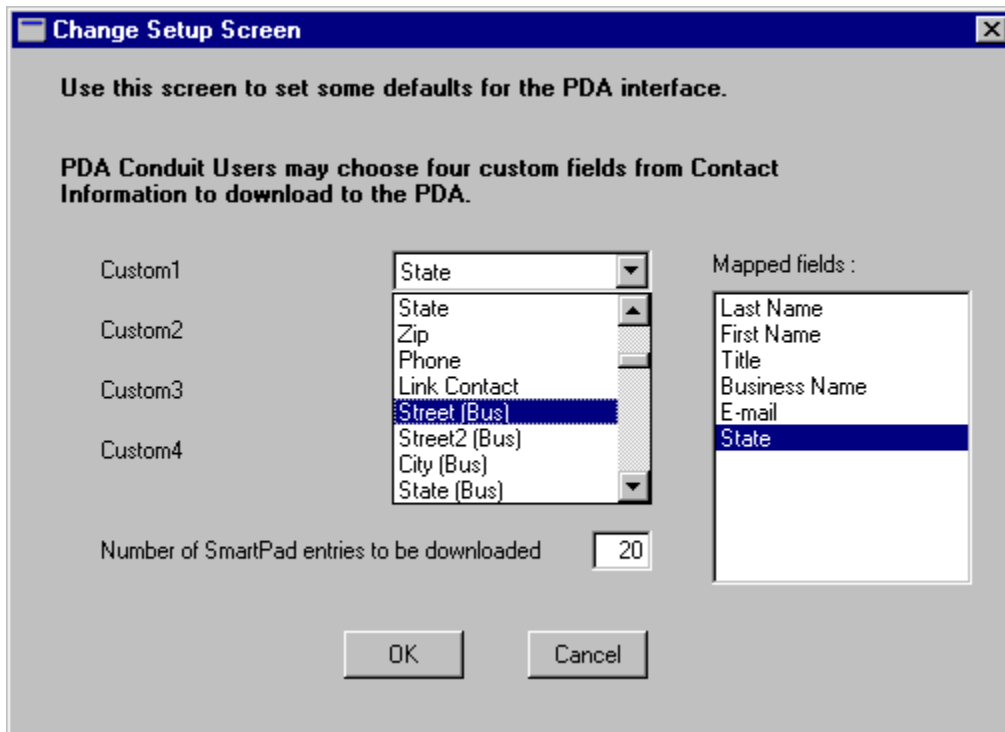 Change Setup Screen
Use this screen to set some defaults for the PDA interface.
PDA Conduit Users may choose four custom fields from Contact
Information to download to the PDA.
Custom1
State
Custom2
Custom3
Custom4
State
Zip
Phone
Link Contact
Street (Bus)
Street2 (Bus)
City (Bus)
State (Bus)
Mapped fields :
Last Name
First Name
Title
Business Name
E-mail
State
Number of SmartPad entries to be downloaded
20
OK
Cancel